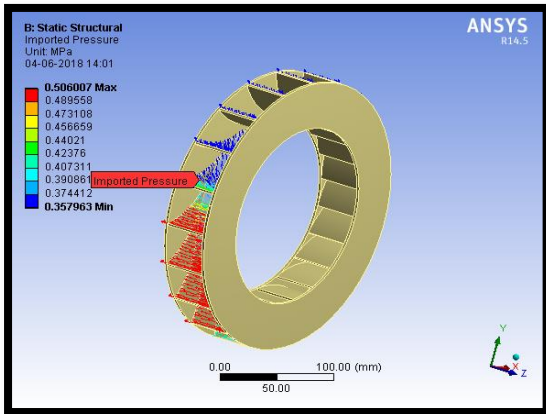 B: Static Structural
Imported Pressure
Unit: MPa
04-06-2018 14:01
ANSYS
R14.5
0.506007 Max
0.489558
0.473108
0.456659
0.44021
0.42376
0.407311
0.390861
0.374412
0.357963 Min
Imported Pressure
0.00
100.00 (mm)
50.00
Y
X
Z